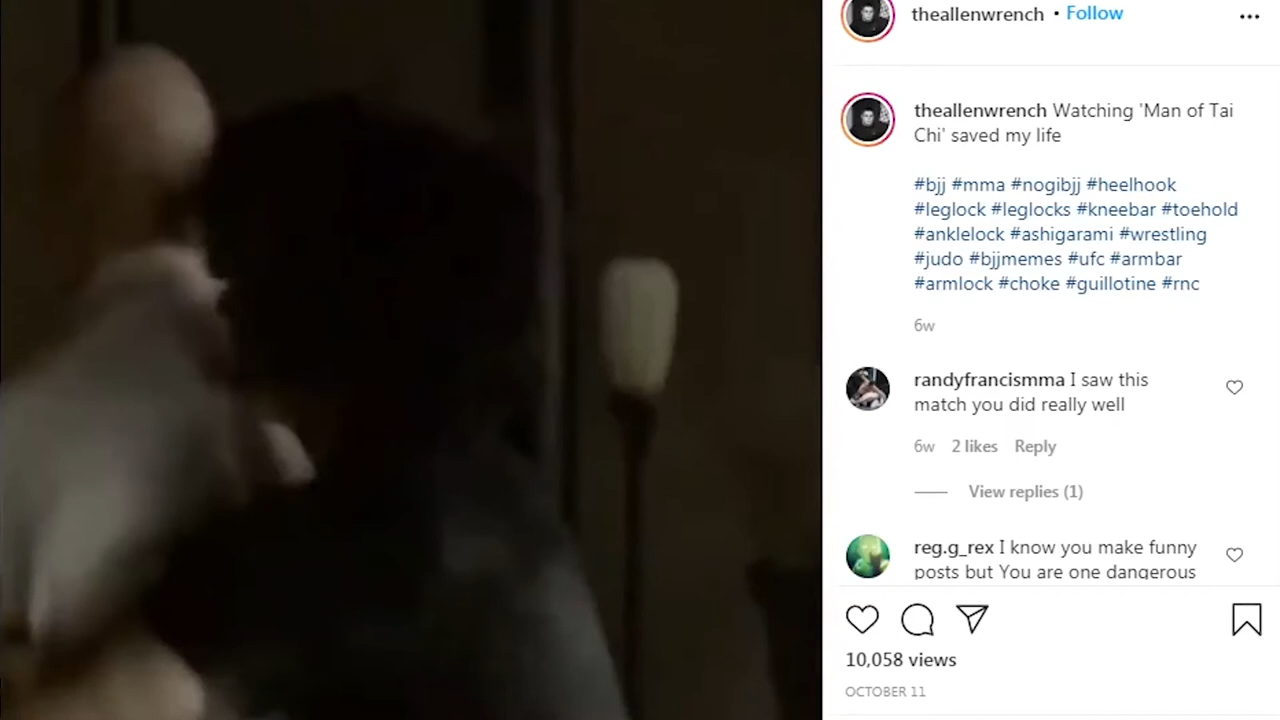 theallenwrench • Follow
theallenwrench Watching 'Man of Tai
Chi' saved my life
#bjj #mma #nogibjj #heelhook
#leglock #leglocks #kneebar #toehold
#anklelock #ashigarami #wrestling
#judo #bjjmemes #ufc #armbar
#armlock #choke #guillotine #rnc
6w
randyfrancismma I saw this
match you did really well
6w 2 likes Reply
View replies (1)
reg.g_rex I know you make funny
posts but You are one dangerous
10,058 views
OCTOBER 11